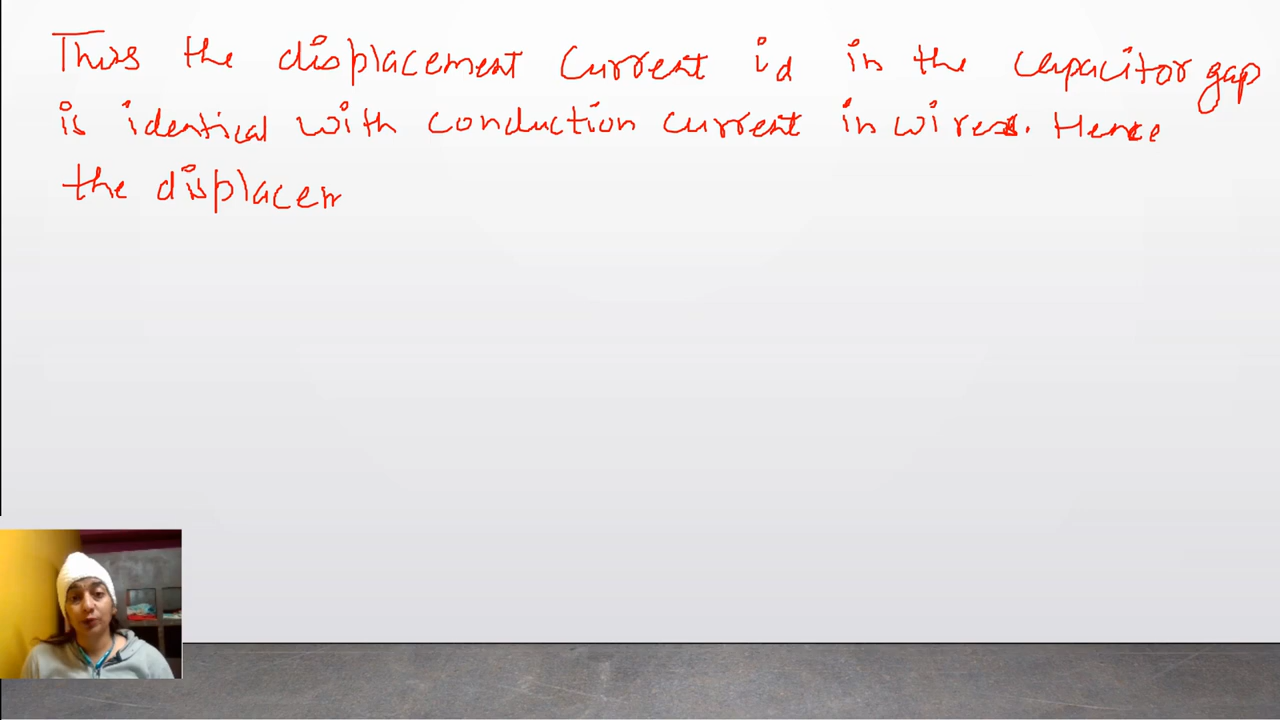 Thus the displacement current id in the capacitor gap
is identical with conduction current in wires. Hence
the displacem